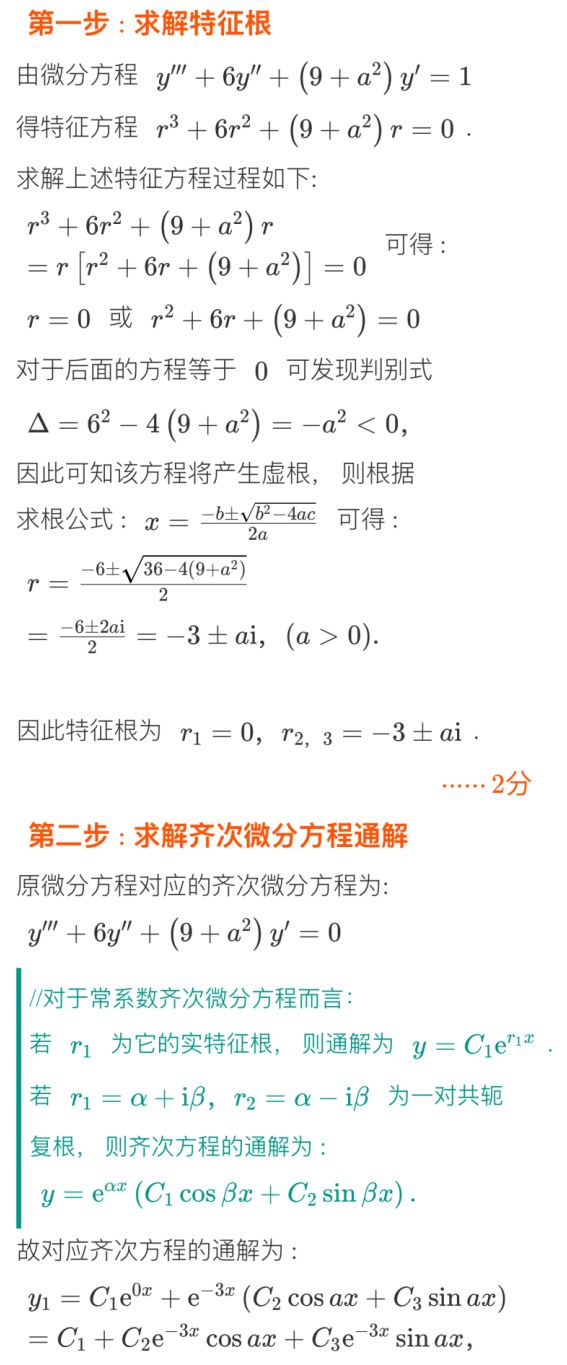 第一步：求解特征根
由微分方程 y''' + 6y'' + (9 + a²) y' = 1
得特征方程 r³ + 6r² + (9 + a²) r = 0 .
求解上述特征方程过程如下:
r³ + 6r² + (9 + a²) r
= r [r² + 6r + (9 + a²)] = 0 可得：
r = 0 或 r² + 6r + (9 + a²) = 0
对于后面的方程等于 0 可发现判别式
Δ = 6² − 4 (9 + a²) = −a² < 0,
因此可知该方程将产生虚根， 则根据
求根公式： x = (−b±√(b²−4ac))/(2a) 可得：
r = (−6±√(36−4(9+a²)))/2
= (−6±2ai)/2 = −3 ± ai, (a > 0).
因此特征根为 r₁ = 0, r₂, ₃ = −3 ± ai .
⋯⋯ 2分
第二步：求解齐次微分方程通解
原微分方程对应的齐次微分方程为:
y''' + 6y'' + (9 + a²) y' = 0
//对于常系数齐次微分方程而言：
若 r₁ 为它的实特征根， 则通解为 y = C₁e^{r₁x} .
若 r₁ = α + iβ, r₂ = α − iβ 为一对共轭
复根， 则齐次方程的通解为：
y = e^{αx} (C₁ cos βx + C₂ sin βx) .
故对应齐次方程的通解为：
y₁ = C₁e^{0x} + e^{−3x} (C₂ cos ax + C₃ sin ax)
= C₁ + C₂e^{−3x} cos ax + C₃e^{−3x} sin ax,